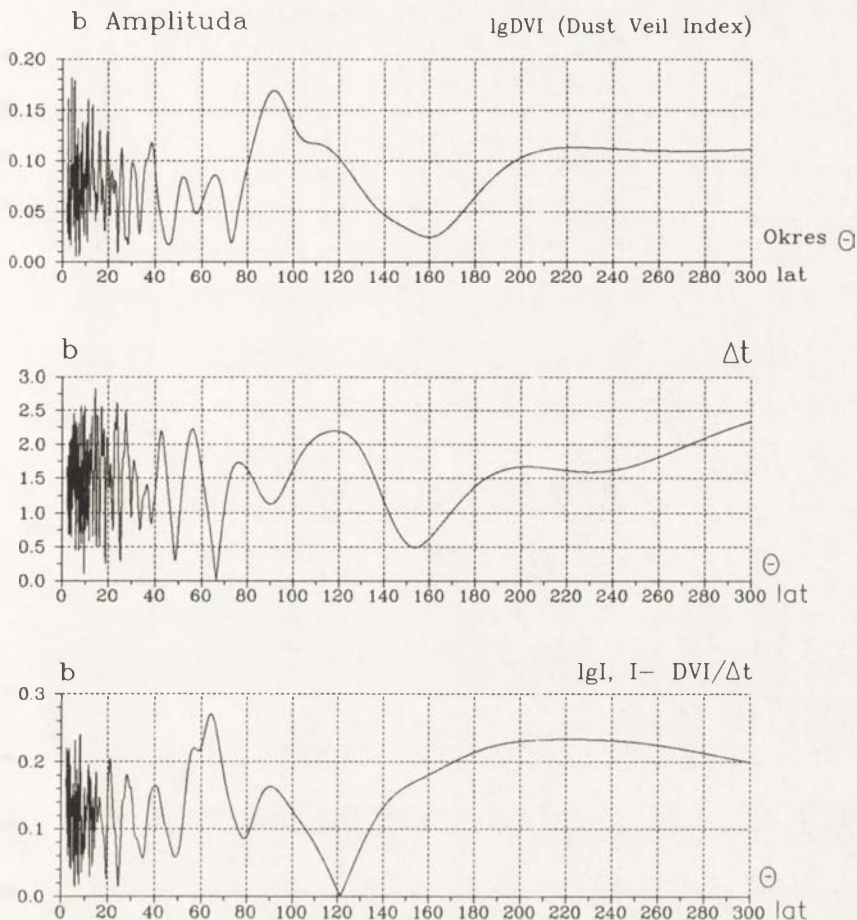 b Amplituda lgDVI (Dust Veil Index)
0.20
0.15
0.10
0.05
0.00
Okres Θ
0 20 40 60 80 100 120 140 160 180 200 220 240 260 280 300 lat
b Δt
3.0
2.5
2.0
1.5
1.0
0.5
0.0
Θ
0 20 40 60 80 100 120 140 160 180 200 220 240 260 280 300 lat
b lgI, I– DVI/Δt
0.3
0.2
0.1
0.0
Θ
0 20 40 60 80 100 120 140 160 180 200 220 240 260 280 300 lat